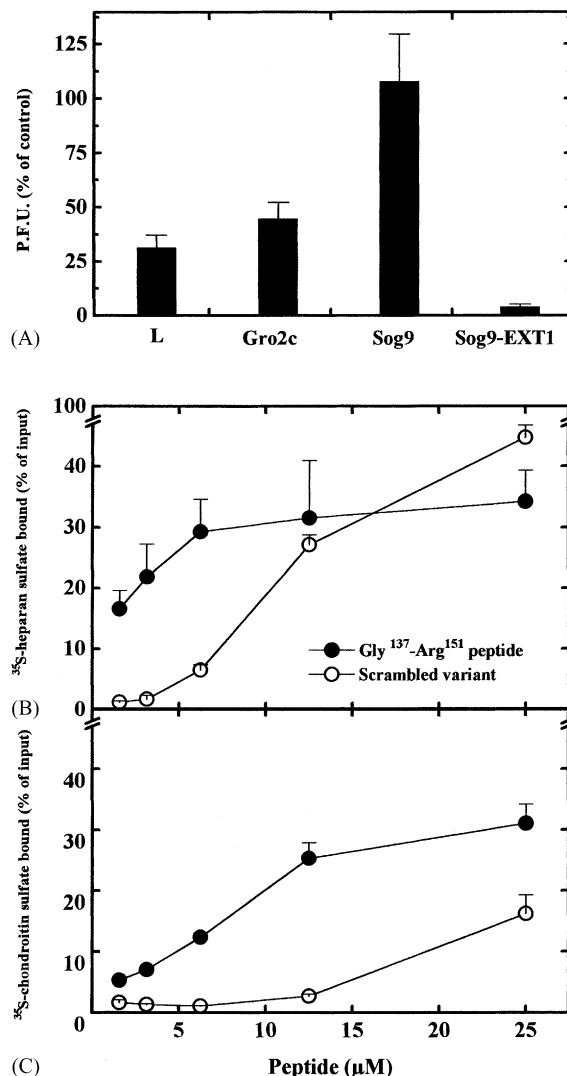 125
100
75
50
25
0
P.F.U. (% of control)
L Gro2c Sog9 Sog9-EXT1
(A)
100
40
30
20
10
0
³⁵S-heparan sulfate bound (% of input)
Gly ¹³⁷-Arg¹⁵¹ peptide
Scrambled variant
(B)
40
30
20
10
0
³⁵S-chondroitin sulfate bound (% of input)
5 10 15 20 25
Peptide (µM)
(C)